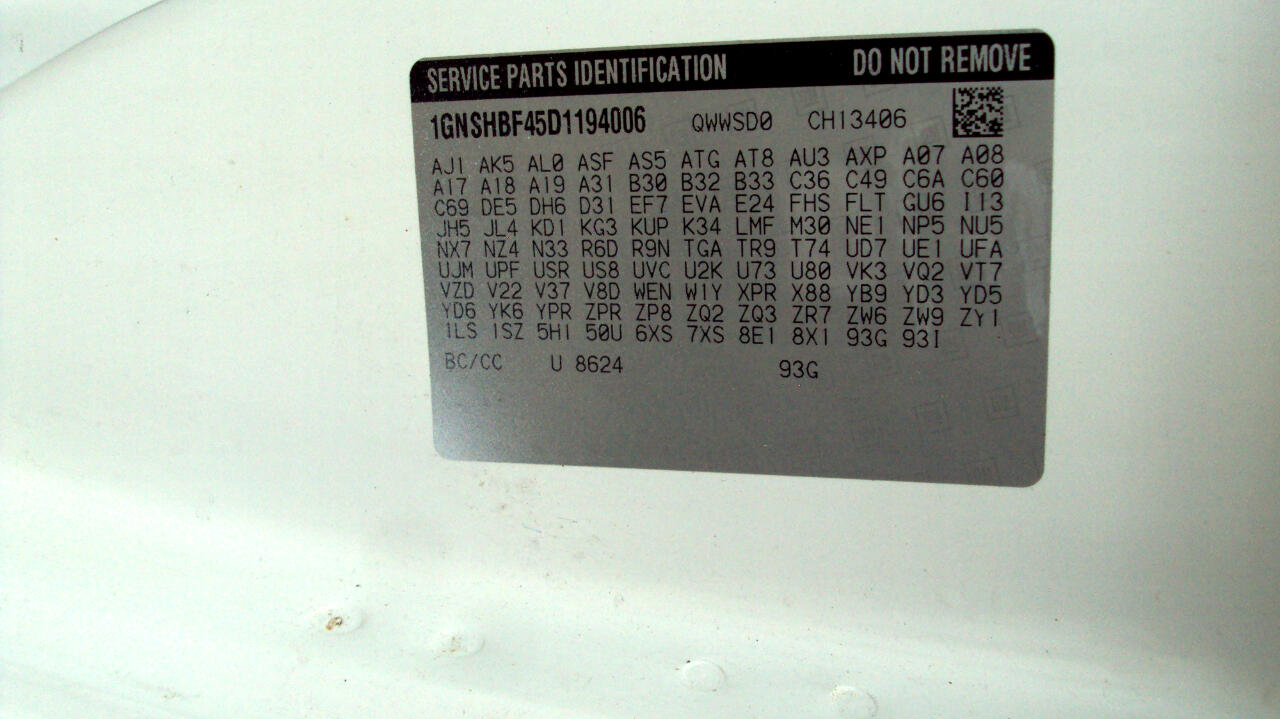 SERVICE PARTS IDENTIFICATION DO NOT REMOVE
1GNSHBF45D1194006 QWWSD0 CH13406
AJ1 AK5 AL0 ASF AS5 ATG AT8 AU3 AXP A07 A08
A17 A18 A19 A31 B30 B32 B33 C36 C49 C6A C60
C69 DE5 DH6 D31 EF7 EVA E24 FHS FLT GU6 I13
JH5 JL4 KD1 KG3 KUP K34 LMF M30 NE1 NP5 NU5
NX7 NZ4 N33 R6D R9N TGA TR9 T74 UD7 UE1 UFA
UJM UPF USR US8 UVC U2K U73 U80 VK3 VQ2 VT7
VZD V22 V37 V8D WEN W1Y XPR X88 YB9 YD3 YD5
YD6 YK6 YPR ZPR ZP8 ZQ2 ZQ3 ZR7 ZW6 ZW9 ZY1
1LS 1SZ 5H1 50U 6XS 7XS 8E1 8X1 93G 93I
BC/CC U 8624 93G